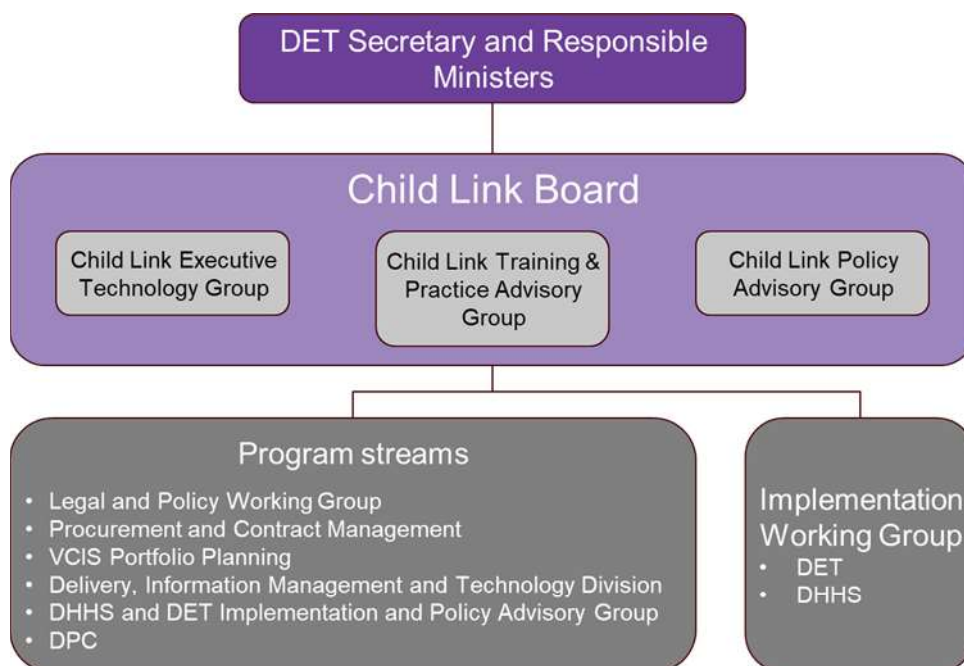 DET Secretary and Responsible
Ministers
Child Link Board
Child Link Executive
Technology Group
Child Link Training &
Practice Advisory
Group
Child Link Policy
Advisory Group
Program streams
• Legal and Policy Working Group
• Procurement and Contract Management
• VCIS Portfolio Planning
• Delivery, Information Management and Technology Division
• DHHS and DET Implementation and Policy Advisory Group
• DPC
Implementation
Working Group
• DET
• DHHS